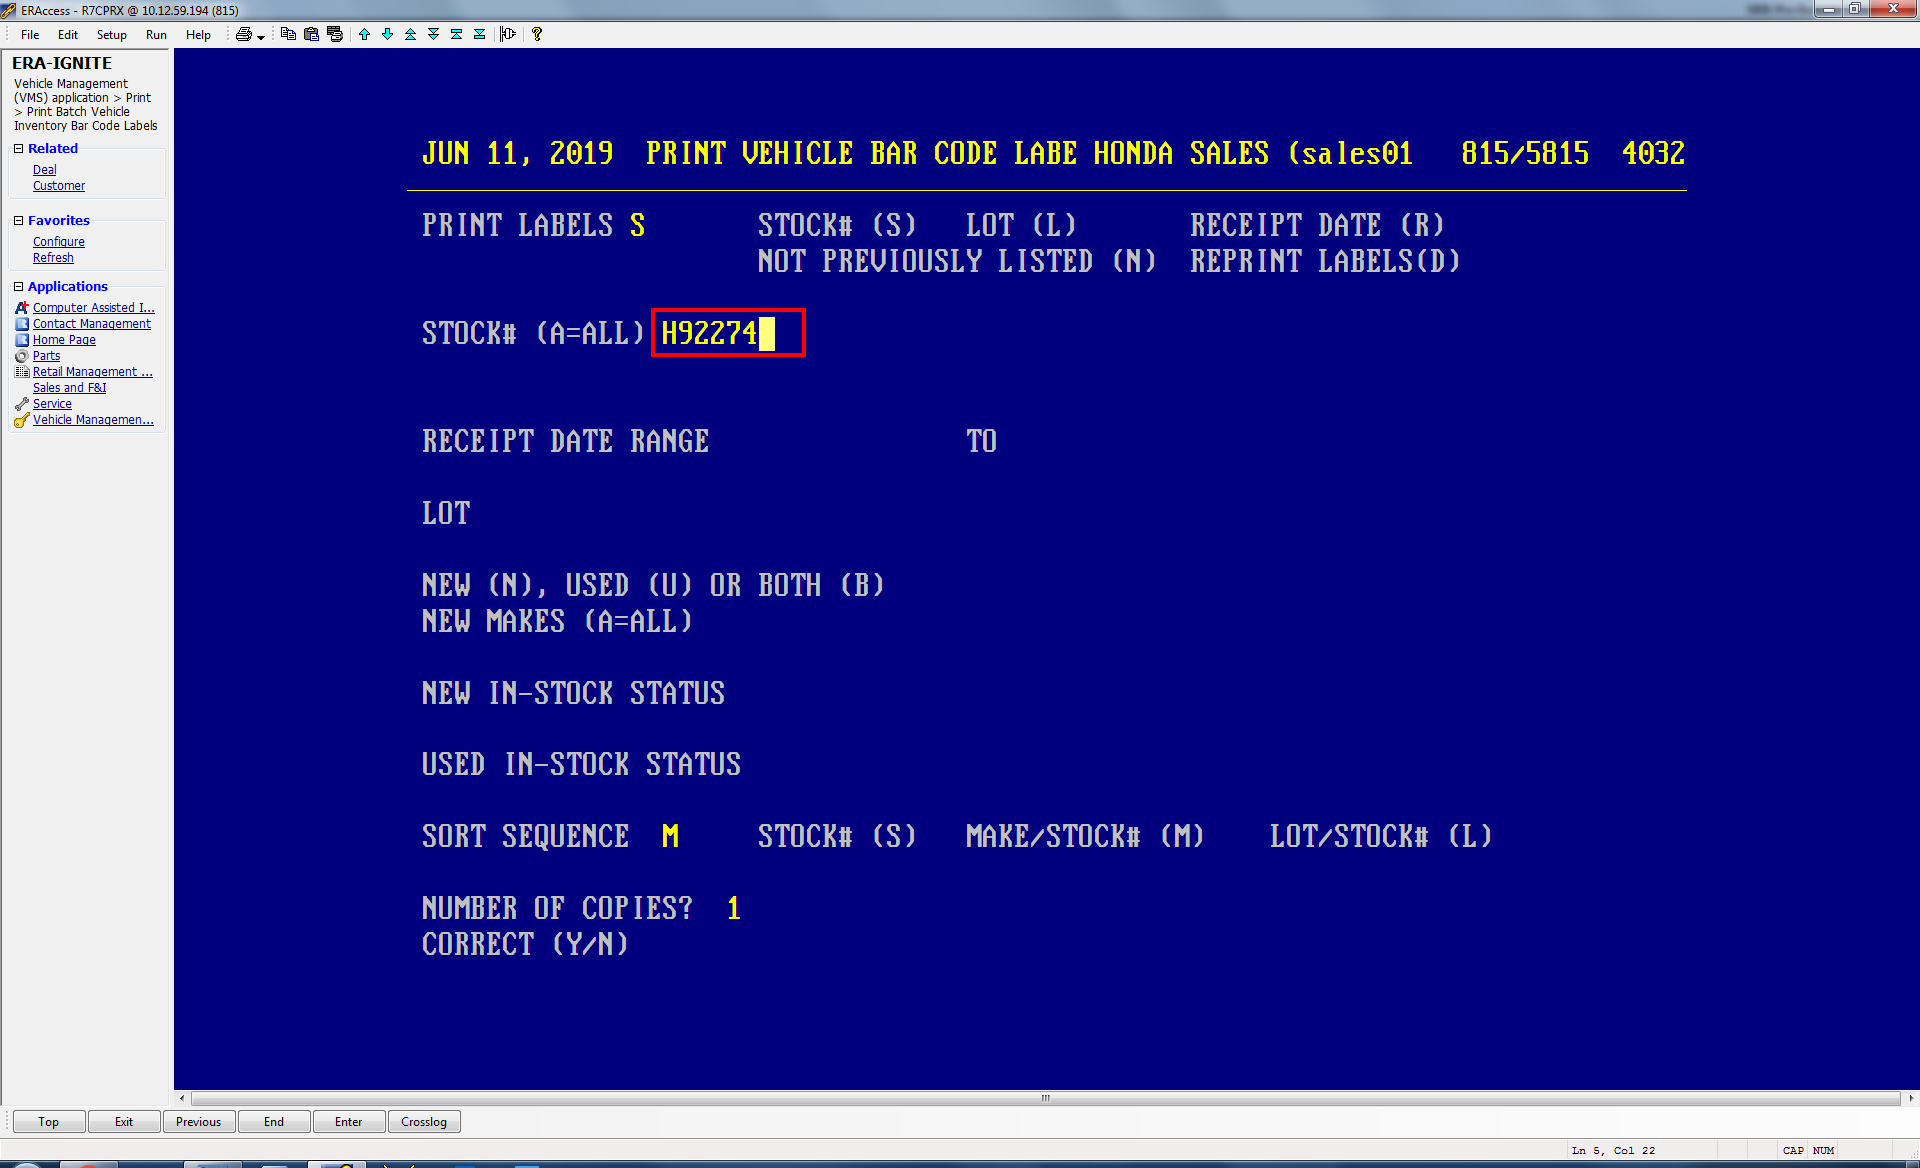 ERAccess - R7CPRX @ 10.12.59.194 (815)
File Edit Setup Run Help
ERA-IGNITE
Vehicle Management
(VMS) application > Print
> Print Batch Vehicle
Inventory Bar Code Labels
Related
Deal
Customer
Favorites
Configure
Refresh
Applications
Computer Assisted I...
Contact Management
Home Page
Parts
Retail Management ...
Sales and F&I
Service
Vehicle Managemen...
JUN 11, 2019 PRINT VEHICLE BAR CODE LABE HONDA SALES (sales01 815/5815 4032
PRINT LABELS S STOCK# (S) LOT (L) RECEIPT DATE (R)
NOT PREVIOUSLY LISTED (N) REPRINT LABELS(D)
STOCK# (A=ALL) H92274
RECEIPT DATE RANGE TO
LOT
NEW (N), USED (U) OR BOTH (B)
NEW MAKES (A=ALL)
NEW IN-STOCK STATUS
USED IN-STOCK STATUS
SORT SEQUENCE M STOCK# (S) MAKE/STOCK# (M) LOT/STOCK# (L)
NUMBER OF COPIES? 1
CORRECT (Y/N)
Top Exit Previous End Enter Crosslog
Ln 5, Col 22 CAP NUM